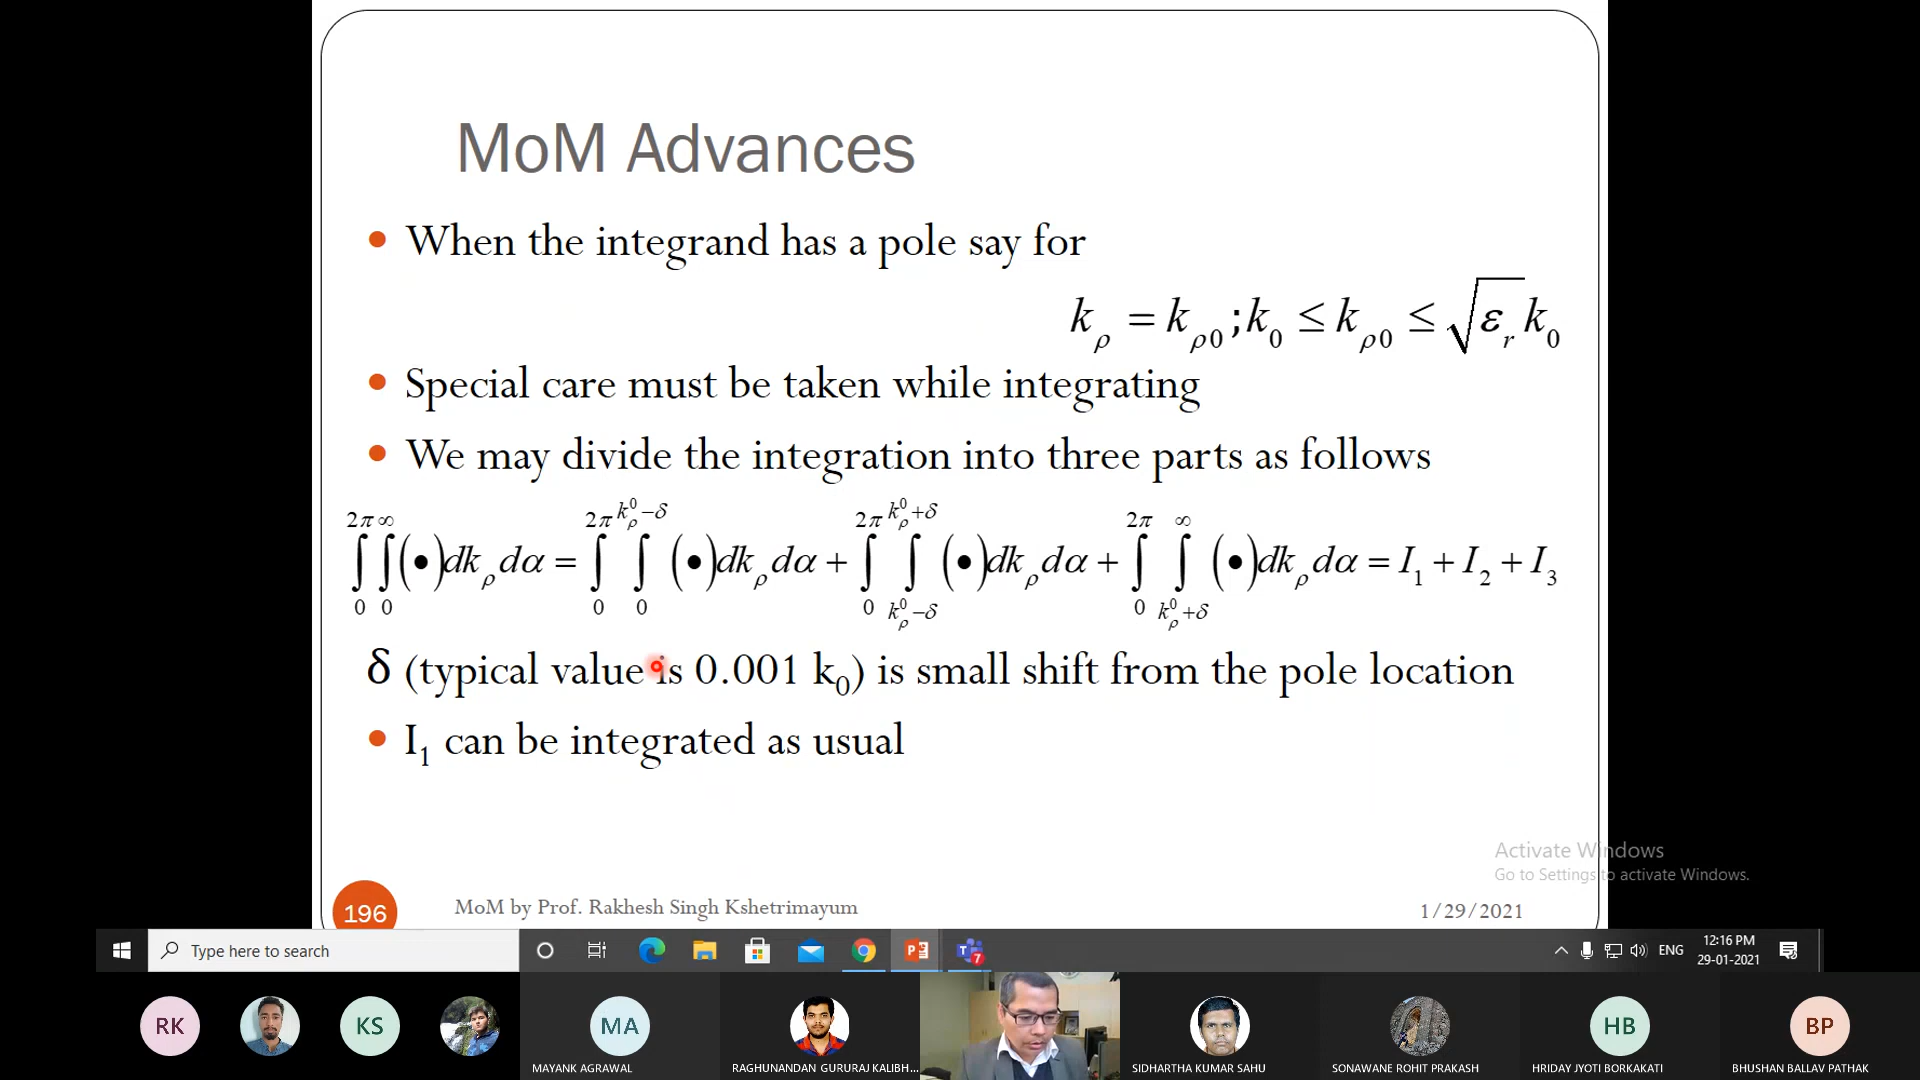 MoM Advances
• When the integrand has a pole say for
k_ρ = k_ρ0 ; k_0 ≤ k_ρ0 ≤ √ε_r k_0
• Special care must be taken while integrating
• We may divide the integration into three parts as follows
∫_0^{2π} ∫_0^∞ (•) dk_ρ dα = ∫_0^{2π} ∫_0^{k_ρ^0−δ} (•) dk_ρ dα + ∫_0^{2π} ∫_{k_ρ^0−δ}^{k_ρ^0+δ} (•) dk_ρ dα + ∫_0^{2π} ∫_{k_ρ^0+δ}^∞ (•) dk_ρ dα = I_1 + I_2 + I_3
δ (typical value is 0.001 k_0) is small shift from the pole location
• I_1 can be integrated as usual
Activate Windows
Go to Settings to activate Windows.
196
MoM by Prof. Rakhesh Singh Kshetrimayum
1/29/2021
Type here to search
7
ENG
12:16 PM
29-01-2021
RK
KS
MA
HB
BP
MAYANK AGRAWAL
RAGHUNANDAN GURURAJ KALIBH...
SIDHARTHA KUMAR SAHU
SONAWANE ROHIT PRAKASH
HRIDAY JYOTI BORKAKATI
BHUSHAN BALLAV PATHAK